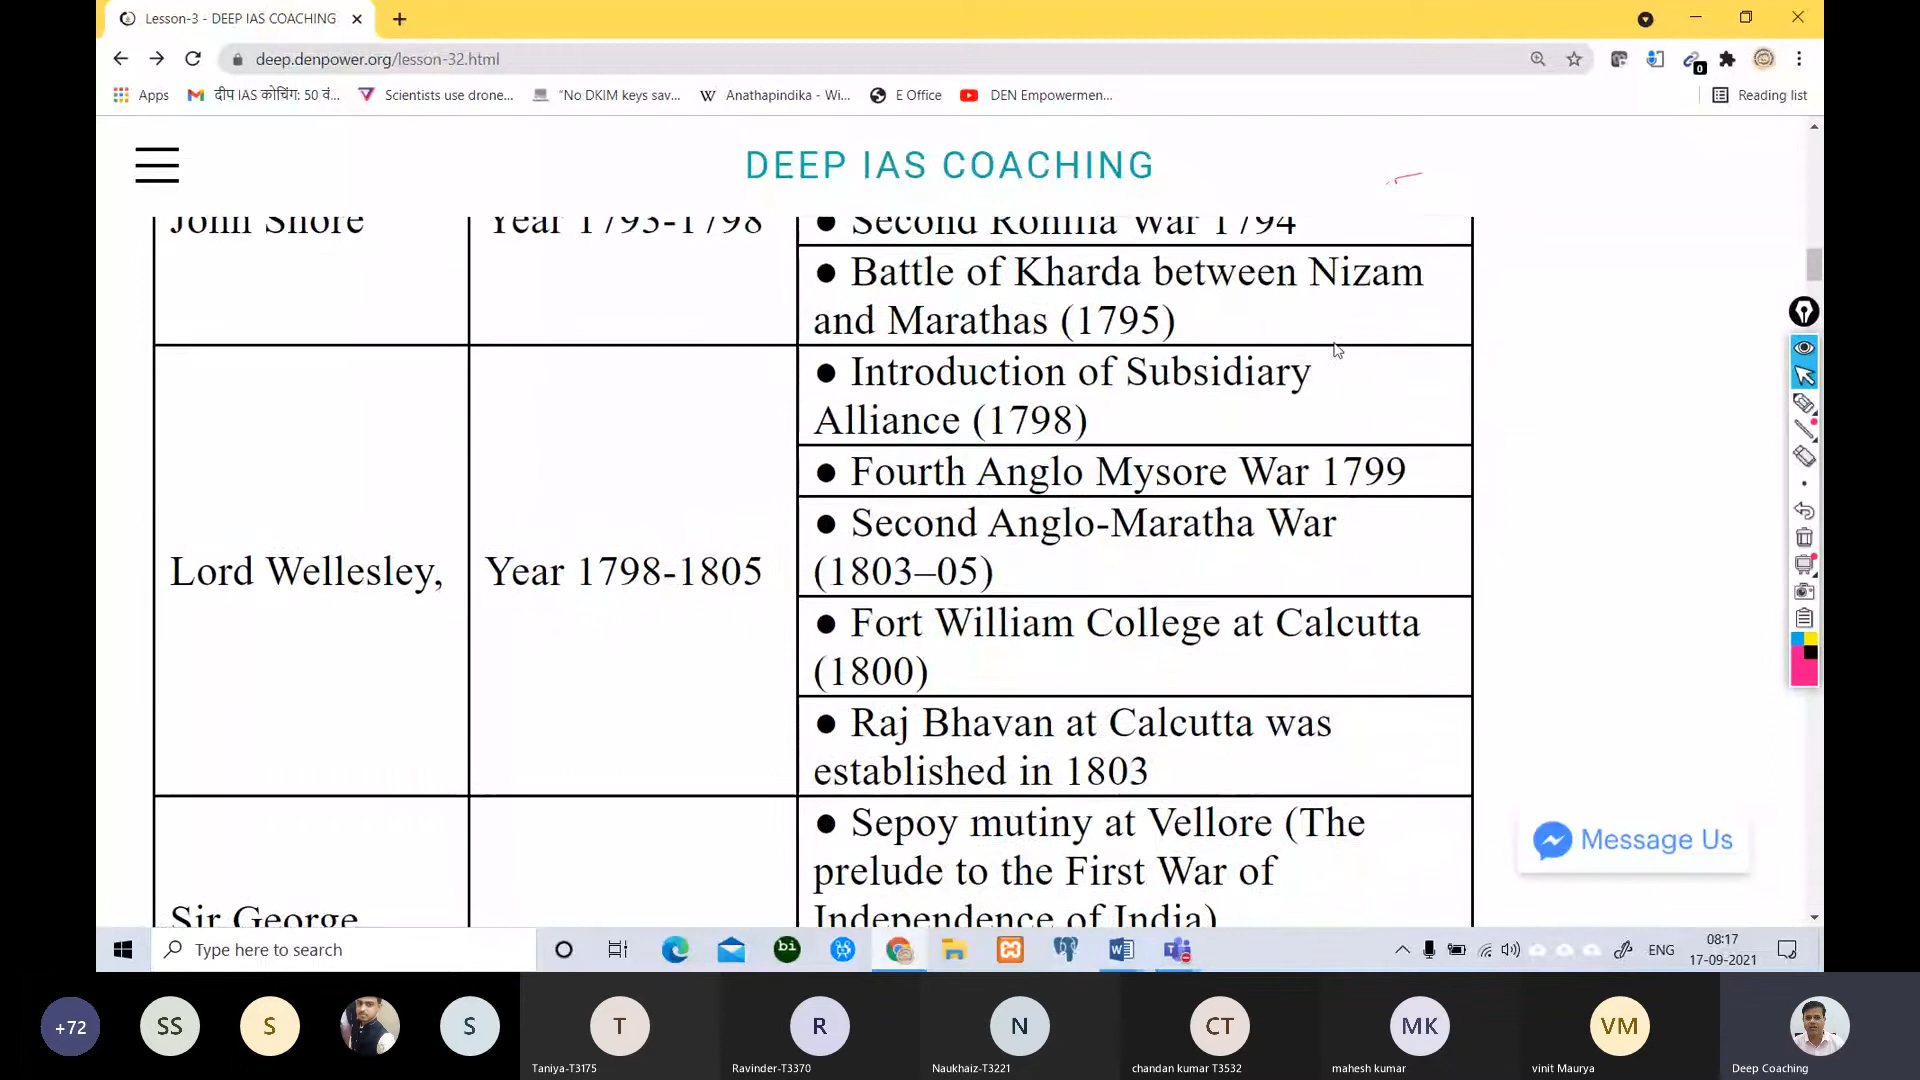 Lesson-3 - DEEP IAS COACHING
deep.denpower.org/lesson-32.html
0
Apps
दीप IAS कोचिंग: 50 वं...
Scientists use drone...
"No DKIM keys sav...
Anathapindika - Wi...
E Office
DEN Empowermen...
Reading list
DEEP IAS COACHING
John Shore Year 1793-1798 ● Second Rohilla War 1794
● Battle of Kharda between Nizam
and Marathas (1795)
● Introduction of Subsidiary
Alliance (1798)
● Fourth Anglo Mysore War 1799
● Second Anglo-Maratha War
(1803–05)
Lord Wellesley, Year 1798-1805
● Fort William College at Calcutta
(1800)
● Raj Bhavan at Calcutta was
established in 1803
● Sepoy mutiny at Vellore (The
prelude to the First War of
Independence of India)
Sir George
Message Us
Type here to search
bi
ENG
08:17
17-09-2021
+72
SS
S
S
T
R
N
CT
MK
VM
Taniya-T3175
Ravinder-T3370
Naukhaiz-T3221
chandan kumar T3532
mahesh kumar
vinit Maurya
Deep Coaching